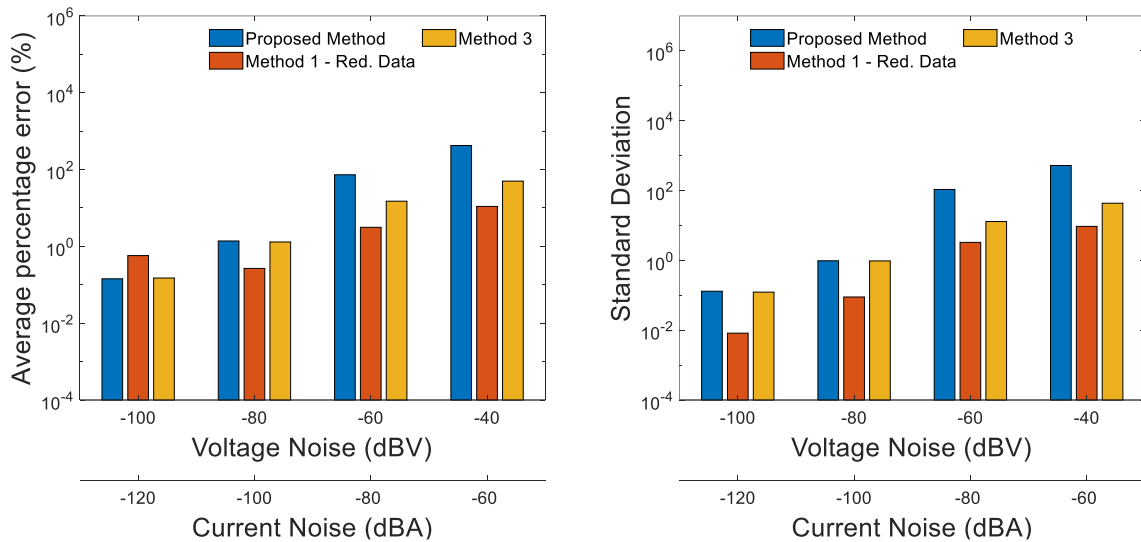 Average percentage error (%)
10^6
10^4
10^2
10^0
10^-2
10^-4
Proposed Method
Method 3
Method 1 - Red. Data
-100
-80
-60
-40
Voltage Noise (dBV)
-120
-100
-80
-60
Current Noise (dBA)
Standard Deviation
10^6
10^4
10^2
10^0
10^-2
10^-4
Proposed Method
Method 3
Method 1 - Red. Data
-100
-80
-60
-40
Voltage Noise (dBV)
-120
-100
-80
-60
Current Noise (dBA)